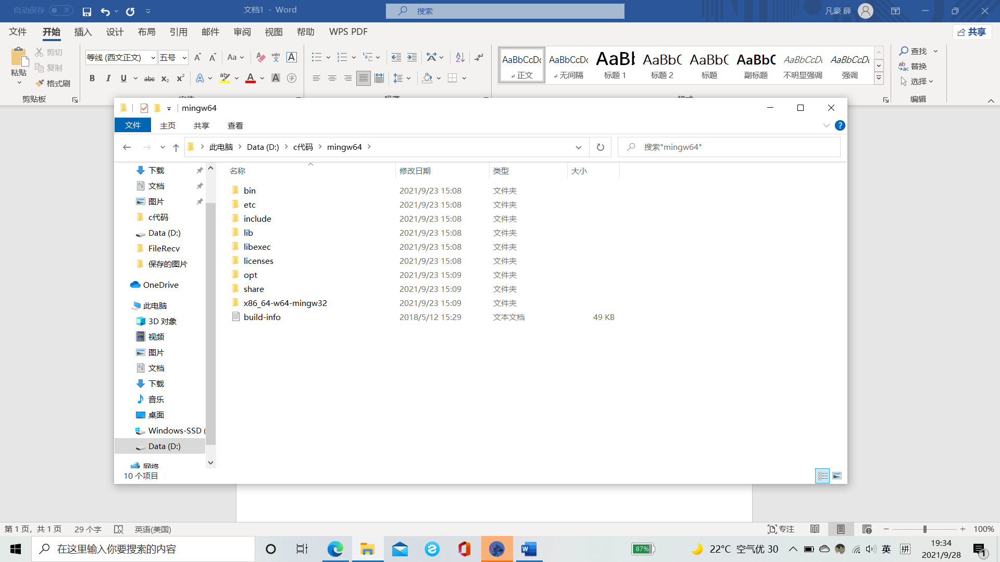 自动保存 关 文档1 - Word 搜索 凡豪 薛
文件 开始 插入 设计 布局 引用 邮件 审阅 视图 帮助 WPS PDF 共享
粘贴 剪切 复制 格式刷
等线 (西文正文) 五号 Aa wén 文 A
B I U abc x₂ x² A ab A A 字
AaBbCcDc AaBbCcDc AaBl AaBbC AaBbC AaBbC AaBbCcDc AaBbCcDc
正文 无间隔 标题 1 标题 2 标题 副标题 不明显强调 强调
查找
替换
选择
剪贴板 编辑
mingw64
文件 主页 共享 查看
此电脑 Data (D:) c代码 mingw64 搜索"mingw64"
名称 修改日期 类型 大小
bin 2021/9/23 15:08 文件夹
etc 2021/9/23 15:08 文件夹
include 2021/9/23 15:08 文件夹
lib 2021/9/23 15:08 文件夹
libexec 2021/9/23 15:08 文件夹
licenses 2021/9/23 15:08 文件夹
opt 2021/9/23 15:09 文件夹
share 2021/9/23 15:09 文件夹
x86_64-w64-mingw32 2021/9/23 15:09 文件夹
build-info 2018/5/12 15:29 文本文档 49 KB
下载
文档
图片
c代码
Data (D:)
FileRecv
保存的图片
OneDrive
此电脑
3D 对象
视频
图片
文档
下载
音乐
桌面
Windows-SSD (
Data (D:)
网络
10 个项目
第 1 页，共 1 页 29 个字 英语(美国) 专注 100%
在这里输入你要搜索的内容 87% 22°C 空气优 30 英 拼 19:34
2021/9/28 1